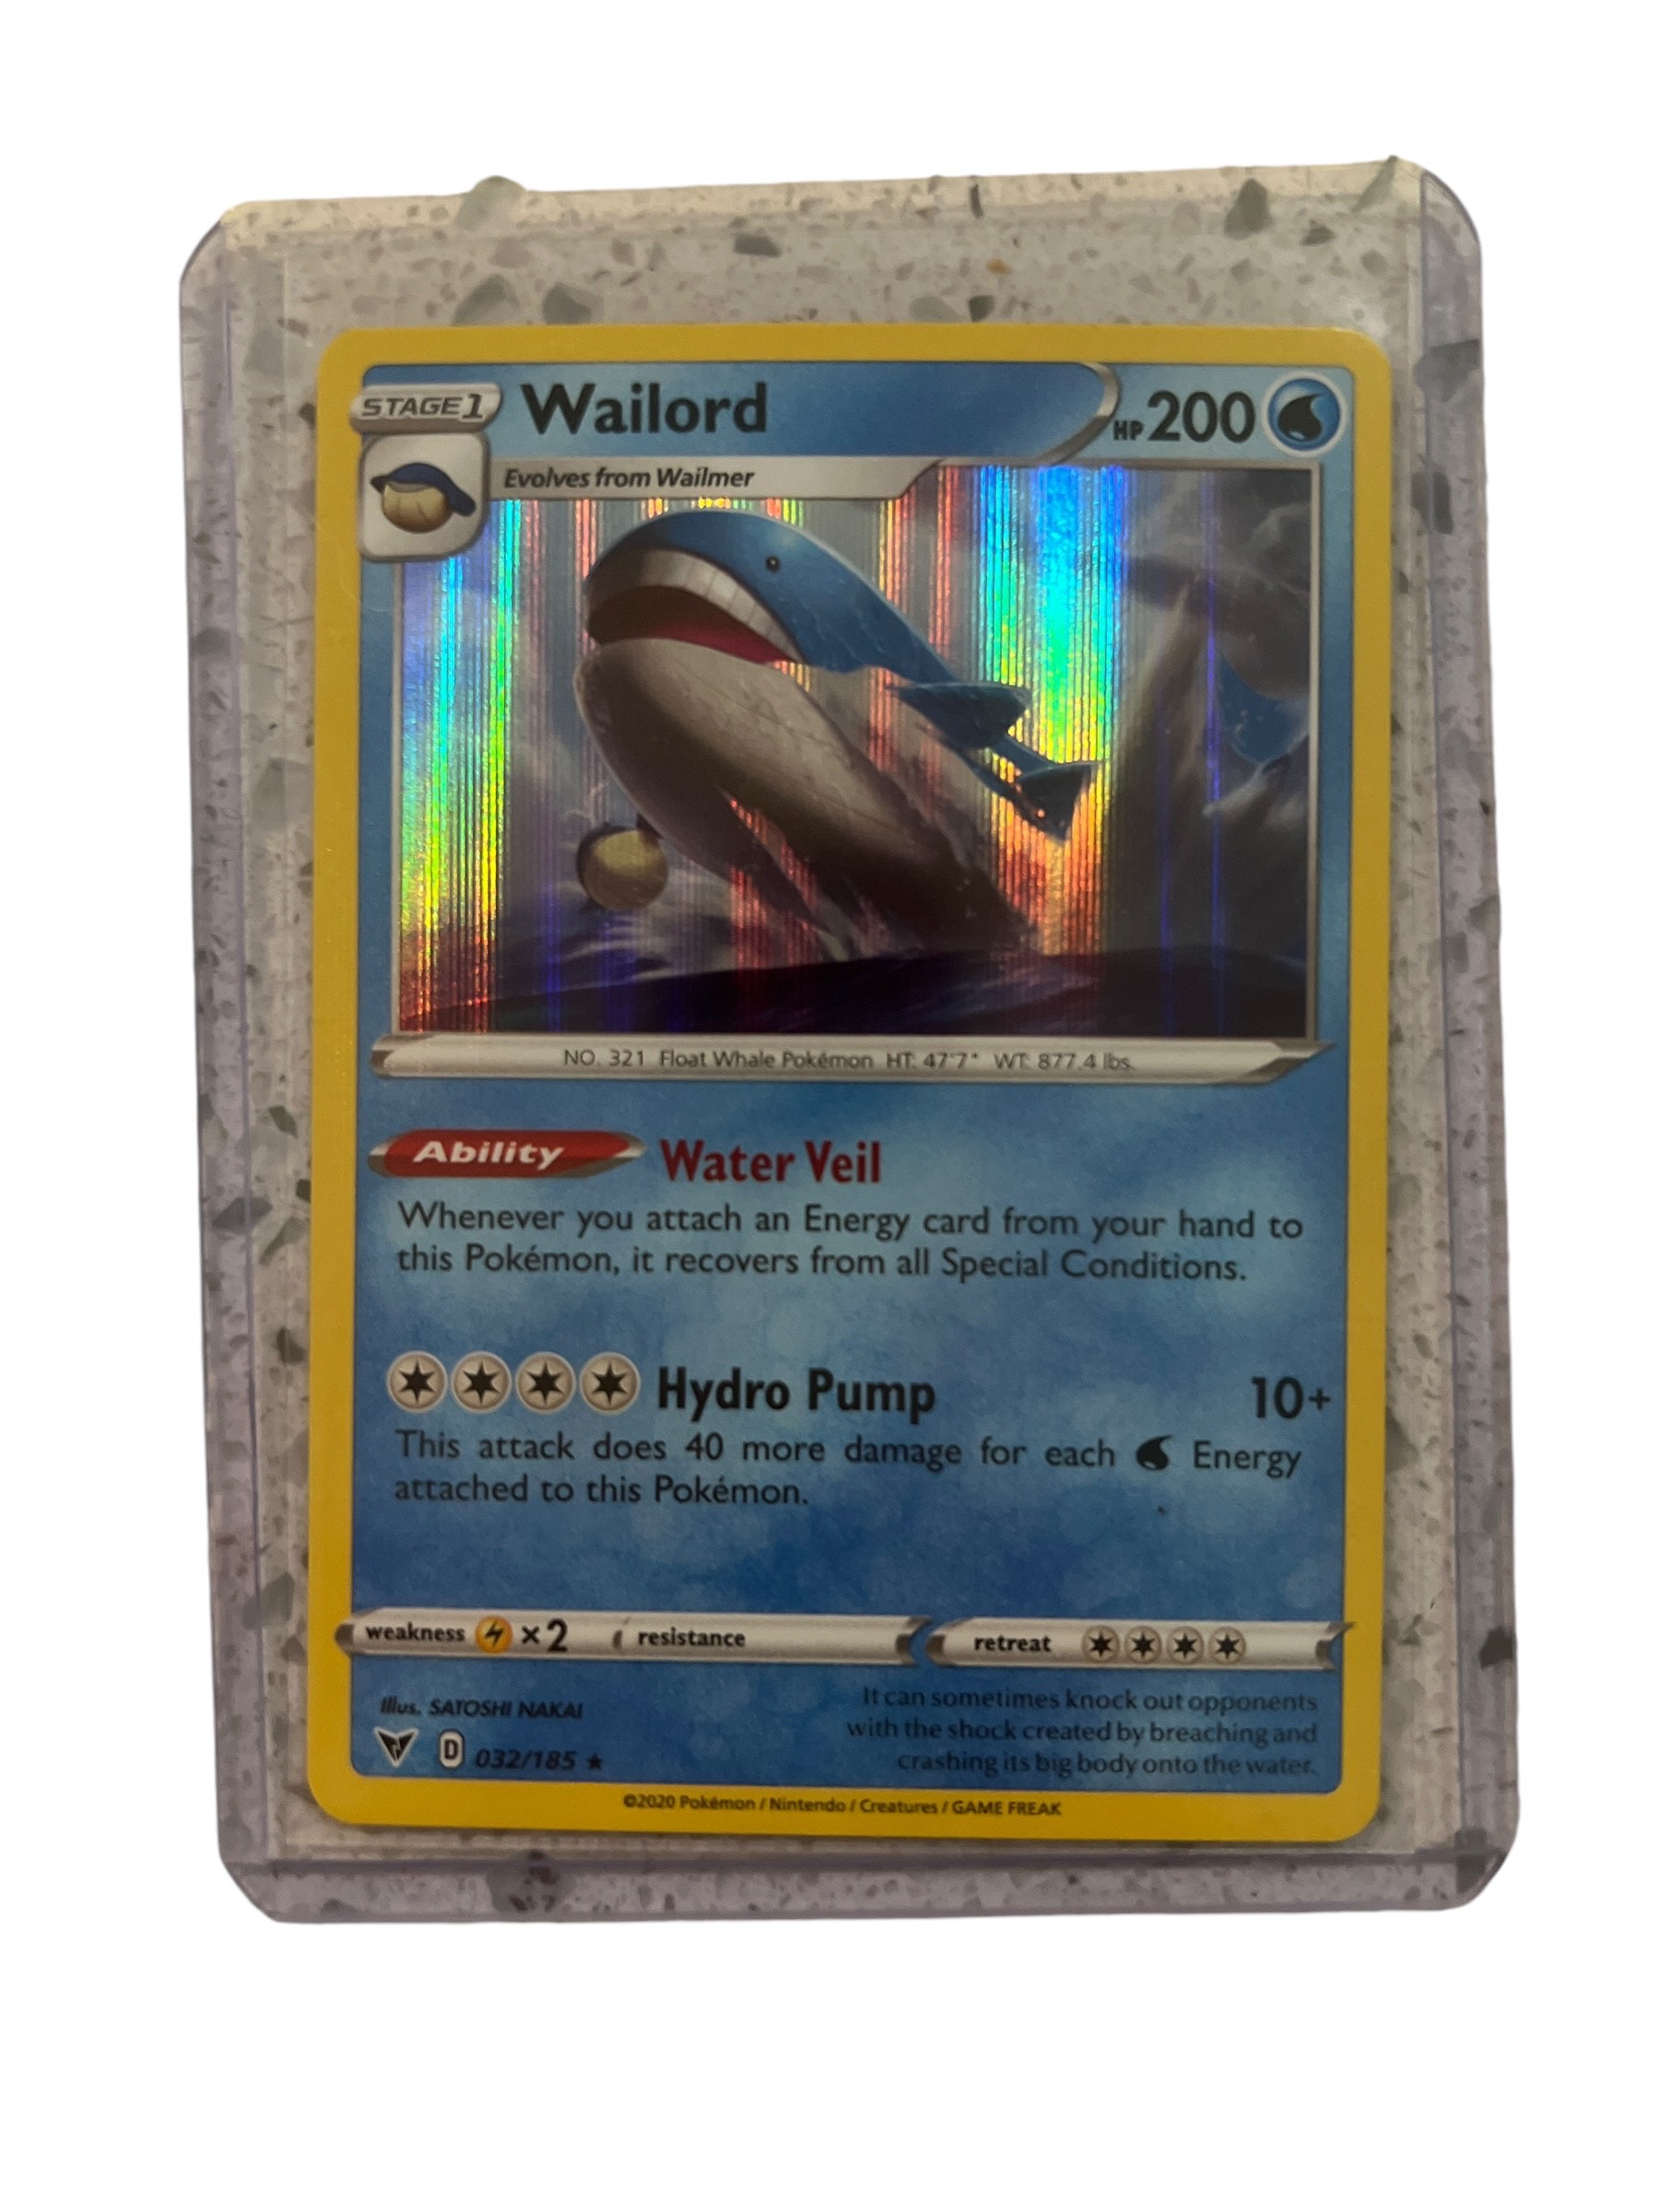 STAGE 1
Wailord
HP 200
Evolves from Wailmer
NO. 321 Float Whale Pokémon HT: 47'7" WT: 877.4 lbs.
Ability Water Veil
Whenever you attach an Energy card from your hand to
this Pokémon, it recovers from all Special Conditions.
Hydro Pump 10+
This attack does 40 more damage for each Energy
attached to this Pokémon.
weakness ×2 resistance retreat
Illus. SATOSHI NAKAI
D 032/185 ★
It can sometimes knock out opponents
with the shock created by breaching and
crashing its big body onto the water.
©2020 Pokémon / Nintendo / Creatures / GAME FREAK